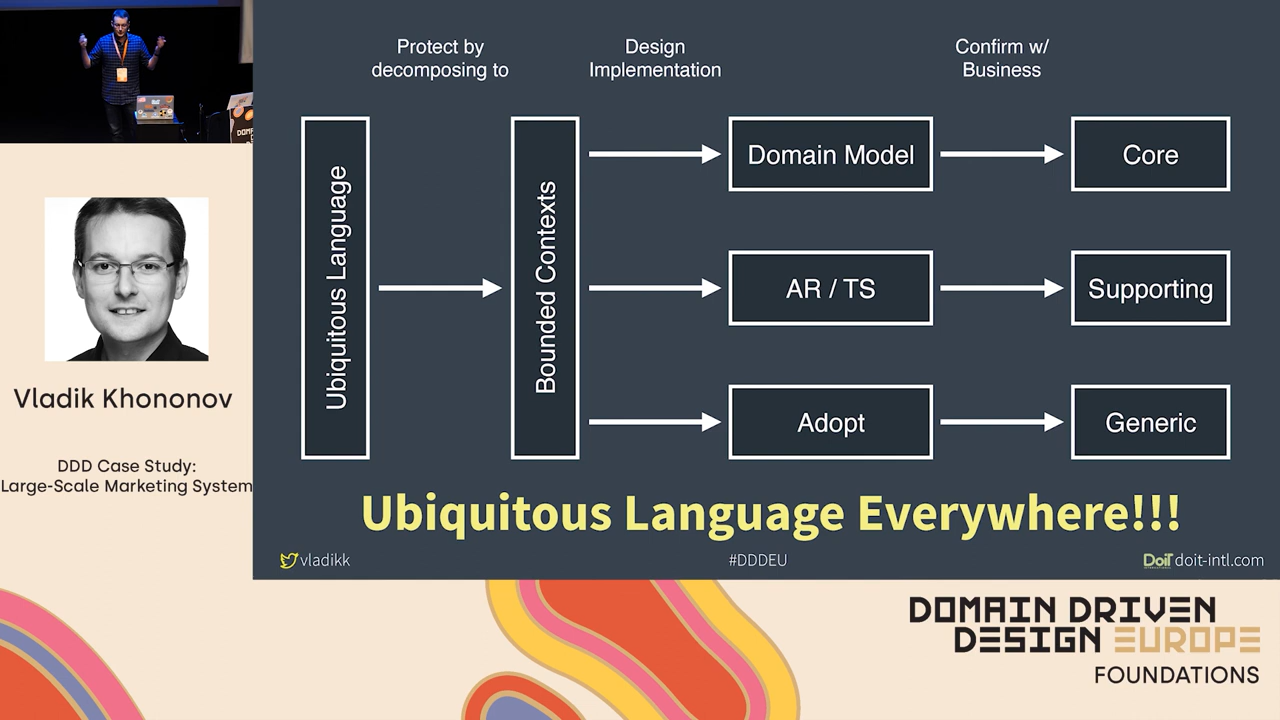 Protect by
decomposing to
Design
Implementation
Confirm w/
Business
Ubiquitous Language
Bounded Contexts
Domain Model
Core
AR / TS
Supporting
Adopt
Generic
Ubiquitous Language Everywhere!!!
vladikk
#DDDEU
DoiT doit-intl.com
Vladik Khononov
DDD Case Study:
Large-Scale Marketing System
DOMAIN DRIVEN
DESIGN EUROPE
FOUNDATIONS